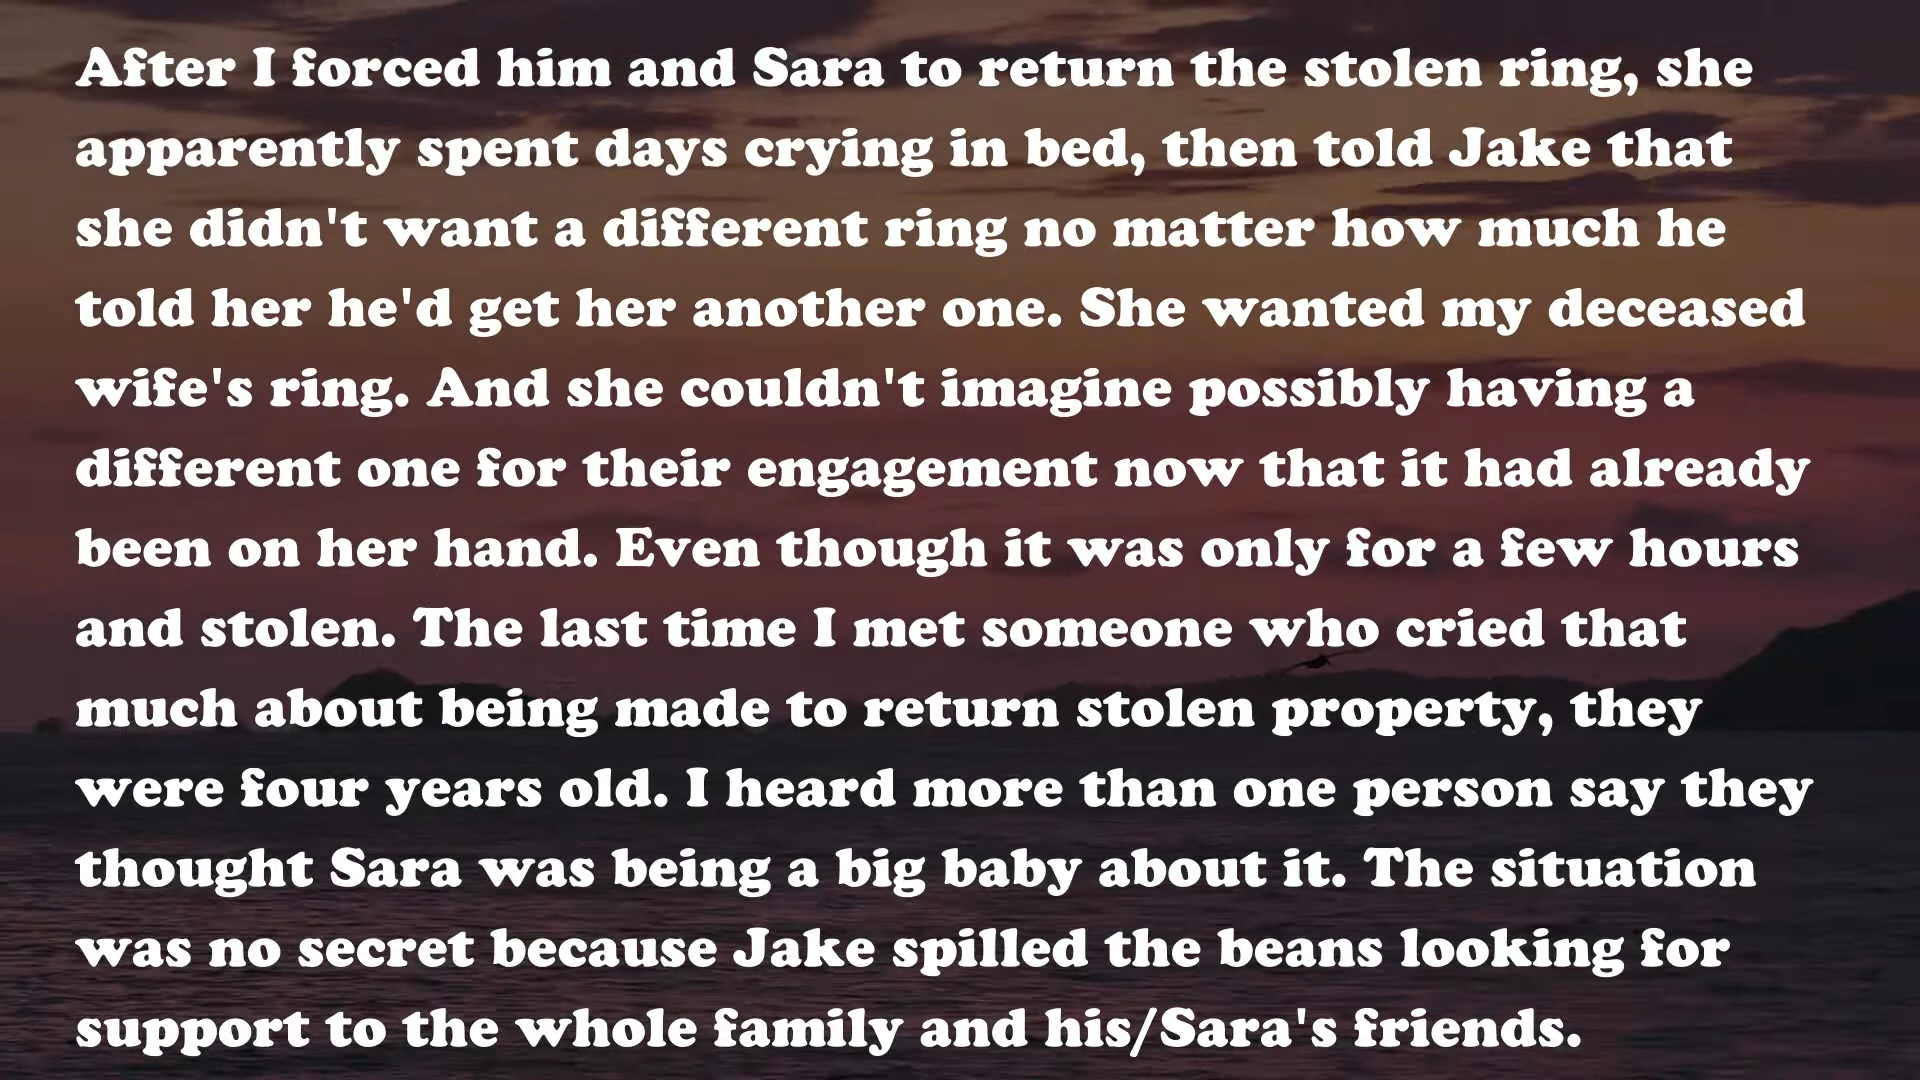 After I forced him and Sara to return the stolen ring, she
apparently spent days crying in bed, then told Jake that
she didn't want a different ring no matter how much he
told her he'd get her another one. She wanted my deceased
wife's ring. And she couldn't imagine possibly having a
different one for their engagement now that it had already
been on her hand. Even though it was only for a few hours
and stolen. The last time I met someone who cried that
much about being made to return stolen property, they
were four years old. I heard more than one person say they
thought Sara was being a big baby about it. The situation
was no secret because Jake spilled the beans looking for
support to the whole family and his/Sara's friends.